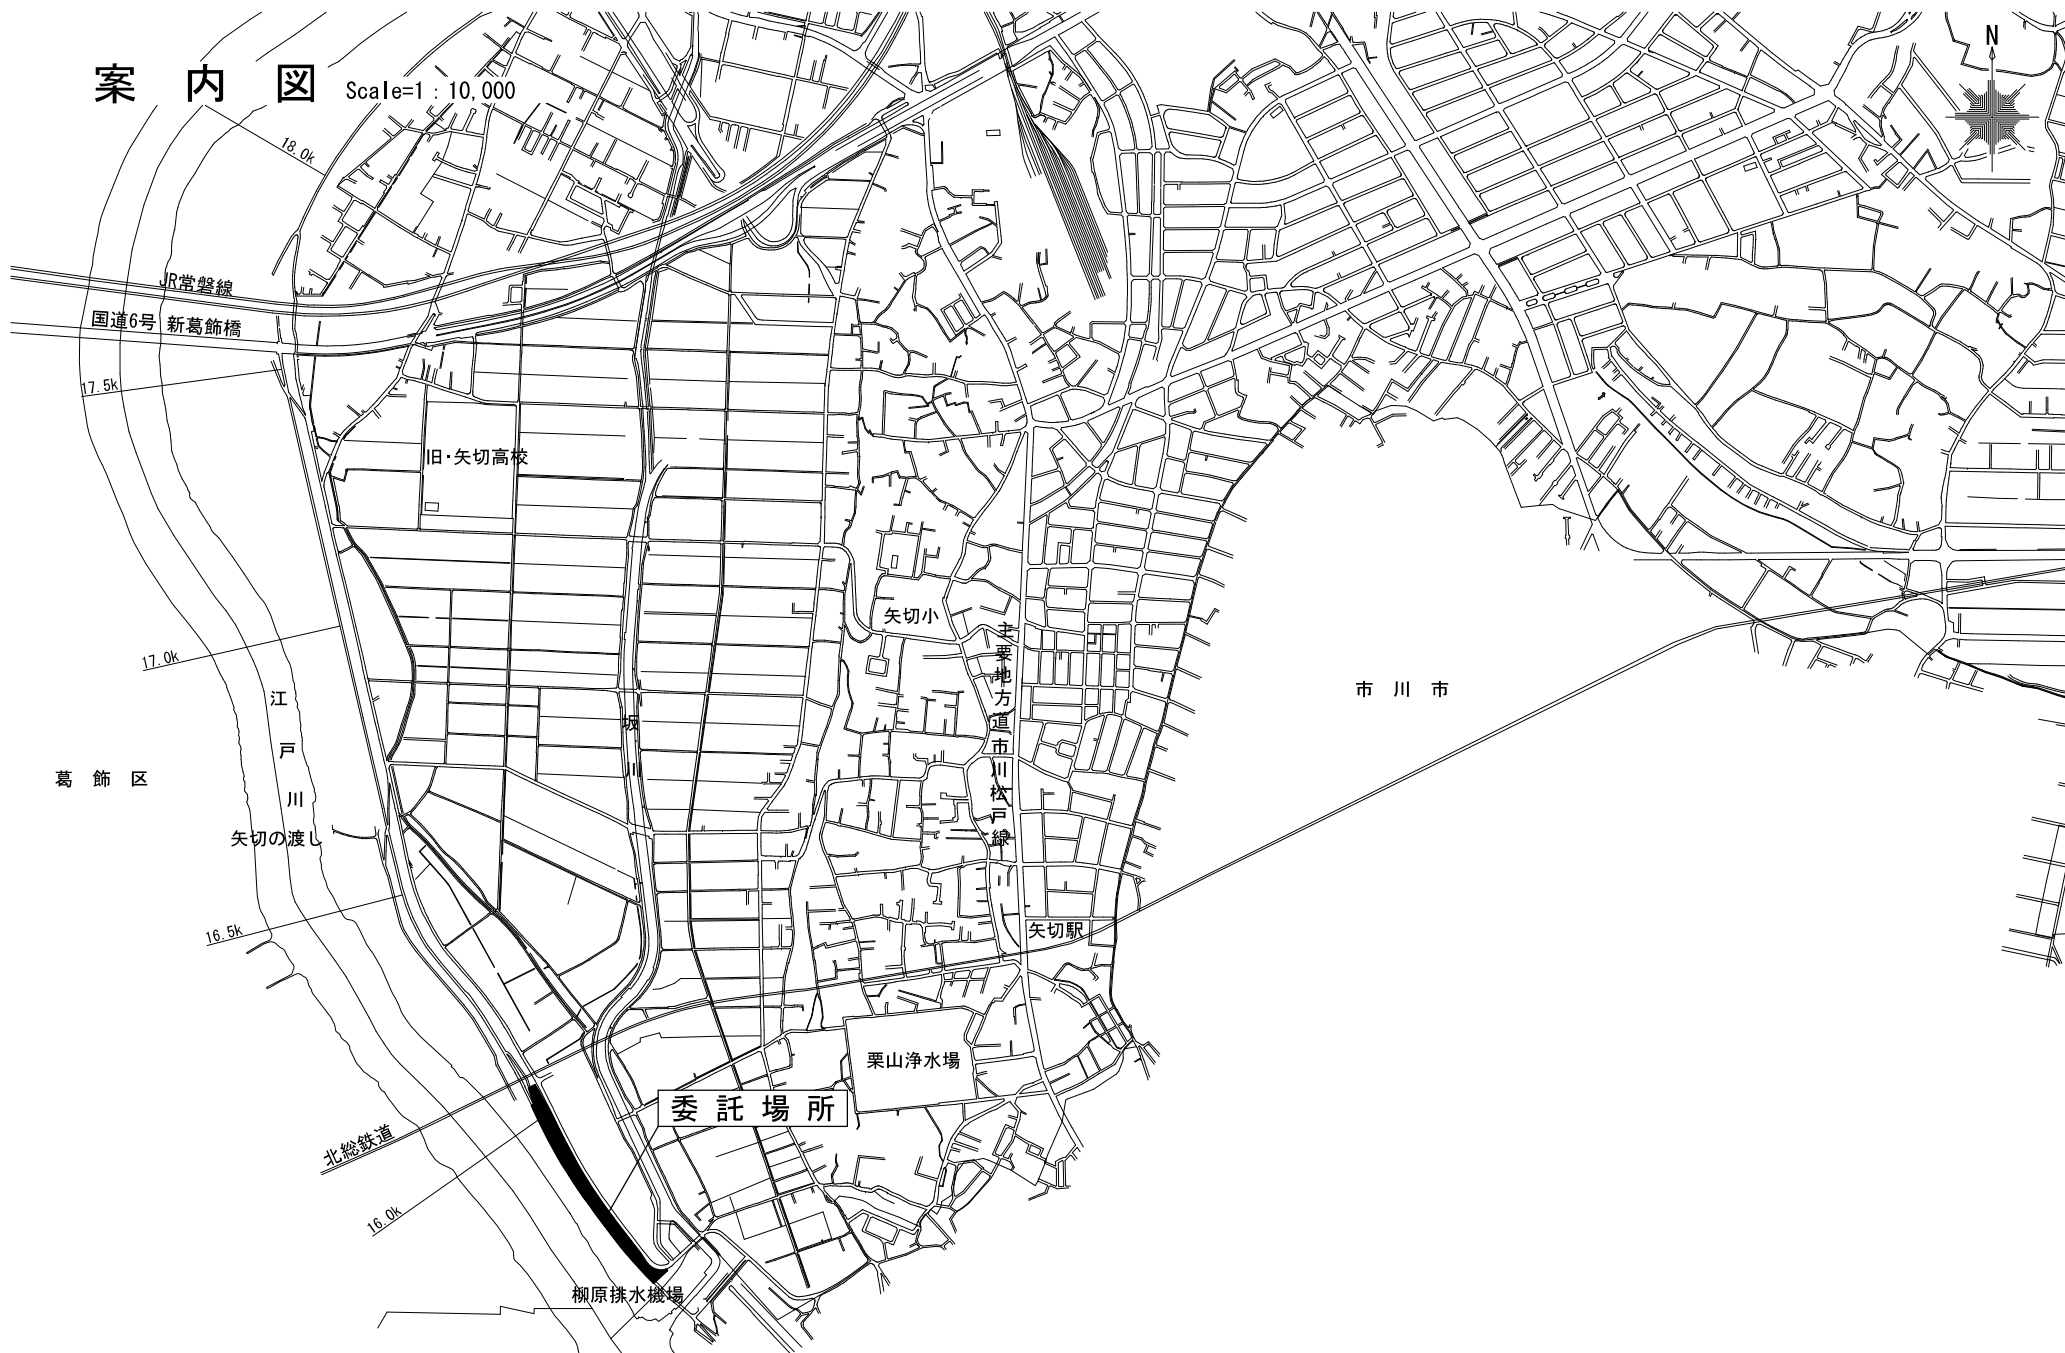 案 内 図 Scale=1 : 10,000
N
18.0k
JR常磐線
国道6号 新葛飾橋
17.5k
旧・矢切高校
矢切小
17.0k
主要地方道市川松戸線
江戸川
坂川
市 川 市
葛 飾 区
矢切の渡し
16.5k
矢切駅
栗山浄水場
委 託 場 所
北総鉄道
16.0k
柳原排水機場